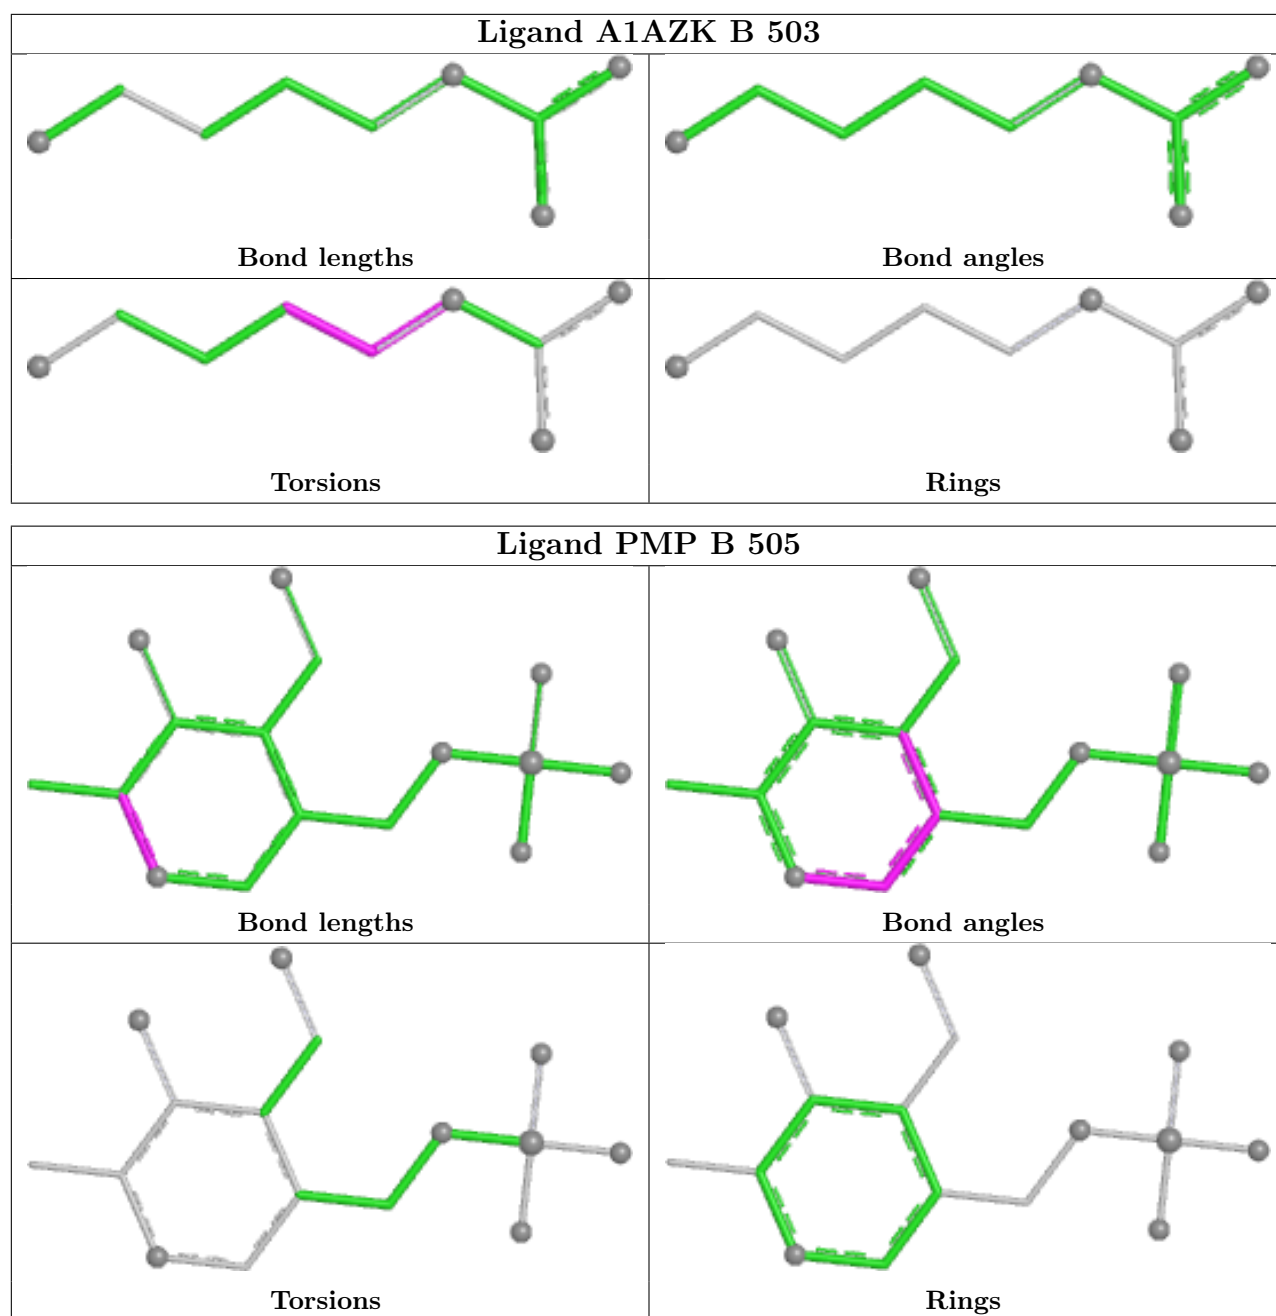 Ligand A1AZK B 503
Bond lengths
Bond angles
Torsions
Rings
Ligand PMP B 505
Bond lengths
Bond angles
Torsions
Rings